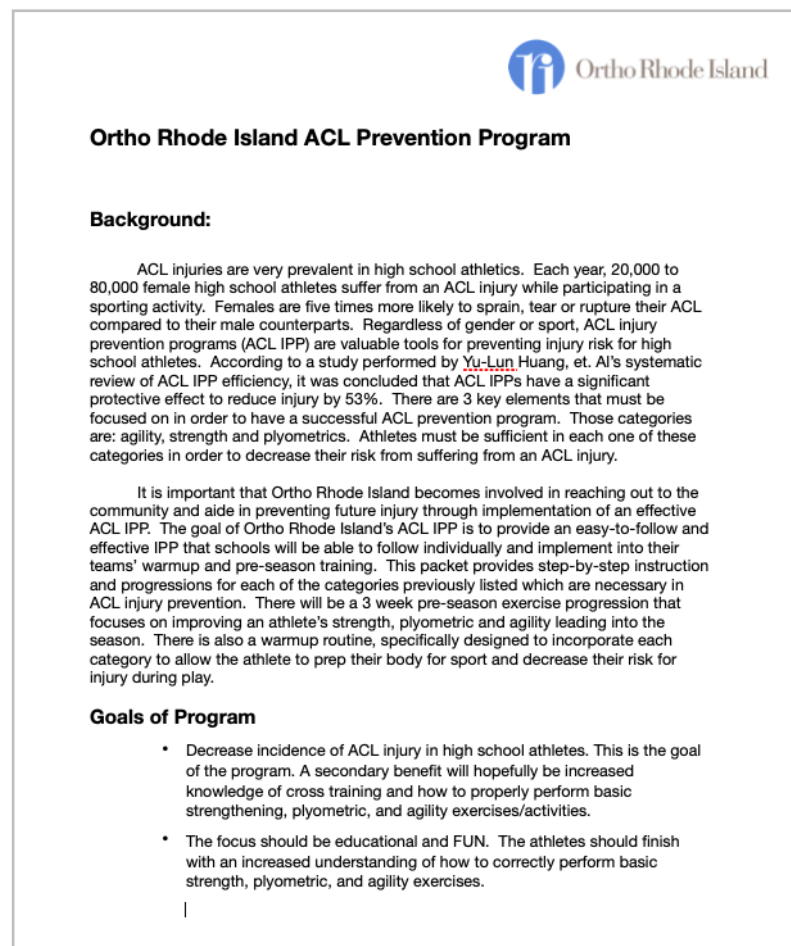 ri Ortho Rhode Island
Ortho Rhode Island ACL Prevention Program
Background:
ACL injuries are very prevalent in high school athletics.  Each year, 20,000 to
80,000 female high school athletes suffer from an ACL injury while participating in a
sporting activity.  Females are five times more likely to sprain, tear or rupture their ACL
compared to their male counterparts.  Regardless of gender or sport, ACL injury
prevention programs (ACL IPP) are valuable tools for preventing injury risk for high
school athletes.  According to a study performed by Yu-Lun Huang, et. Al’s systematic
review of ACL IPP efficiency, it was concluded that ACL IPPs have a significant
protective effect to reduce injury by 53%.  There are 3 key elements that must be
focused on in order to have a successful ACL prevention program.  Those categories
are: agility, strength and plyometrics.  Athletes must be sufficient in each one of these
categories in order to decrease their risk from suffering from an ACL injury.
It is important that Ortho Rhode Island becomes involved in reaching out to the
community and aide in preventing future injury through implementation of an effective
ACL IPP.  The goal of Ortho Rhode Island’s ACL IPP is to provide an easy-to-follow and
effective IPP that schools will be able to follow individually and implement into their
teams’ warmup and pre-season training.  This packet provides step-by-step instruction
and progressions for each of the categories previously listed which are necessary in
ACL injury prevention.  There will be a 3 week pre-season exercise progression that
focuses on improving an athlete’s strength, plyometric and agility leading into the
season.  There is also a warmup routine, specifically designed to incorporate each
category to allow the athlete to prep their body for sport and decrease their risk for
injury during play.
Goals of Program
• Decrease incidence of ACL injury in high school athletes. This is the goal
of the program. A secondary benefit will hopefully be increased
knowledge of cross training and how to properly perform basic
strengthening, plyometric, and agility exercises/activities.
• The focus should be educational and FUN.  The athletes should finish
with an increased understanding of how to correctly perform basic
strength, plyometric, and agility exercises.